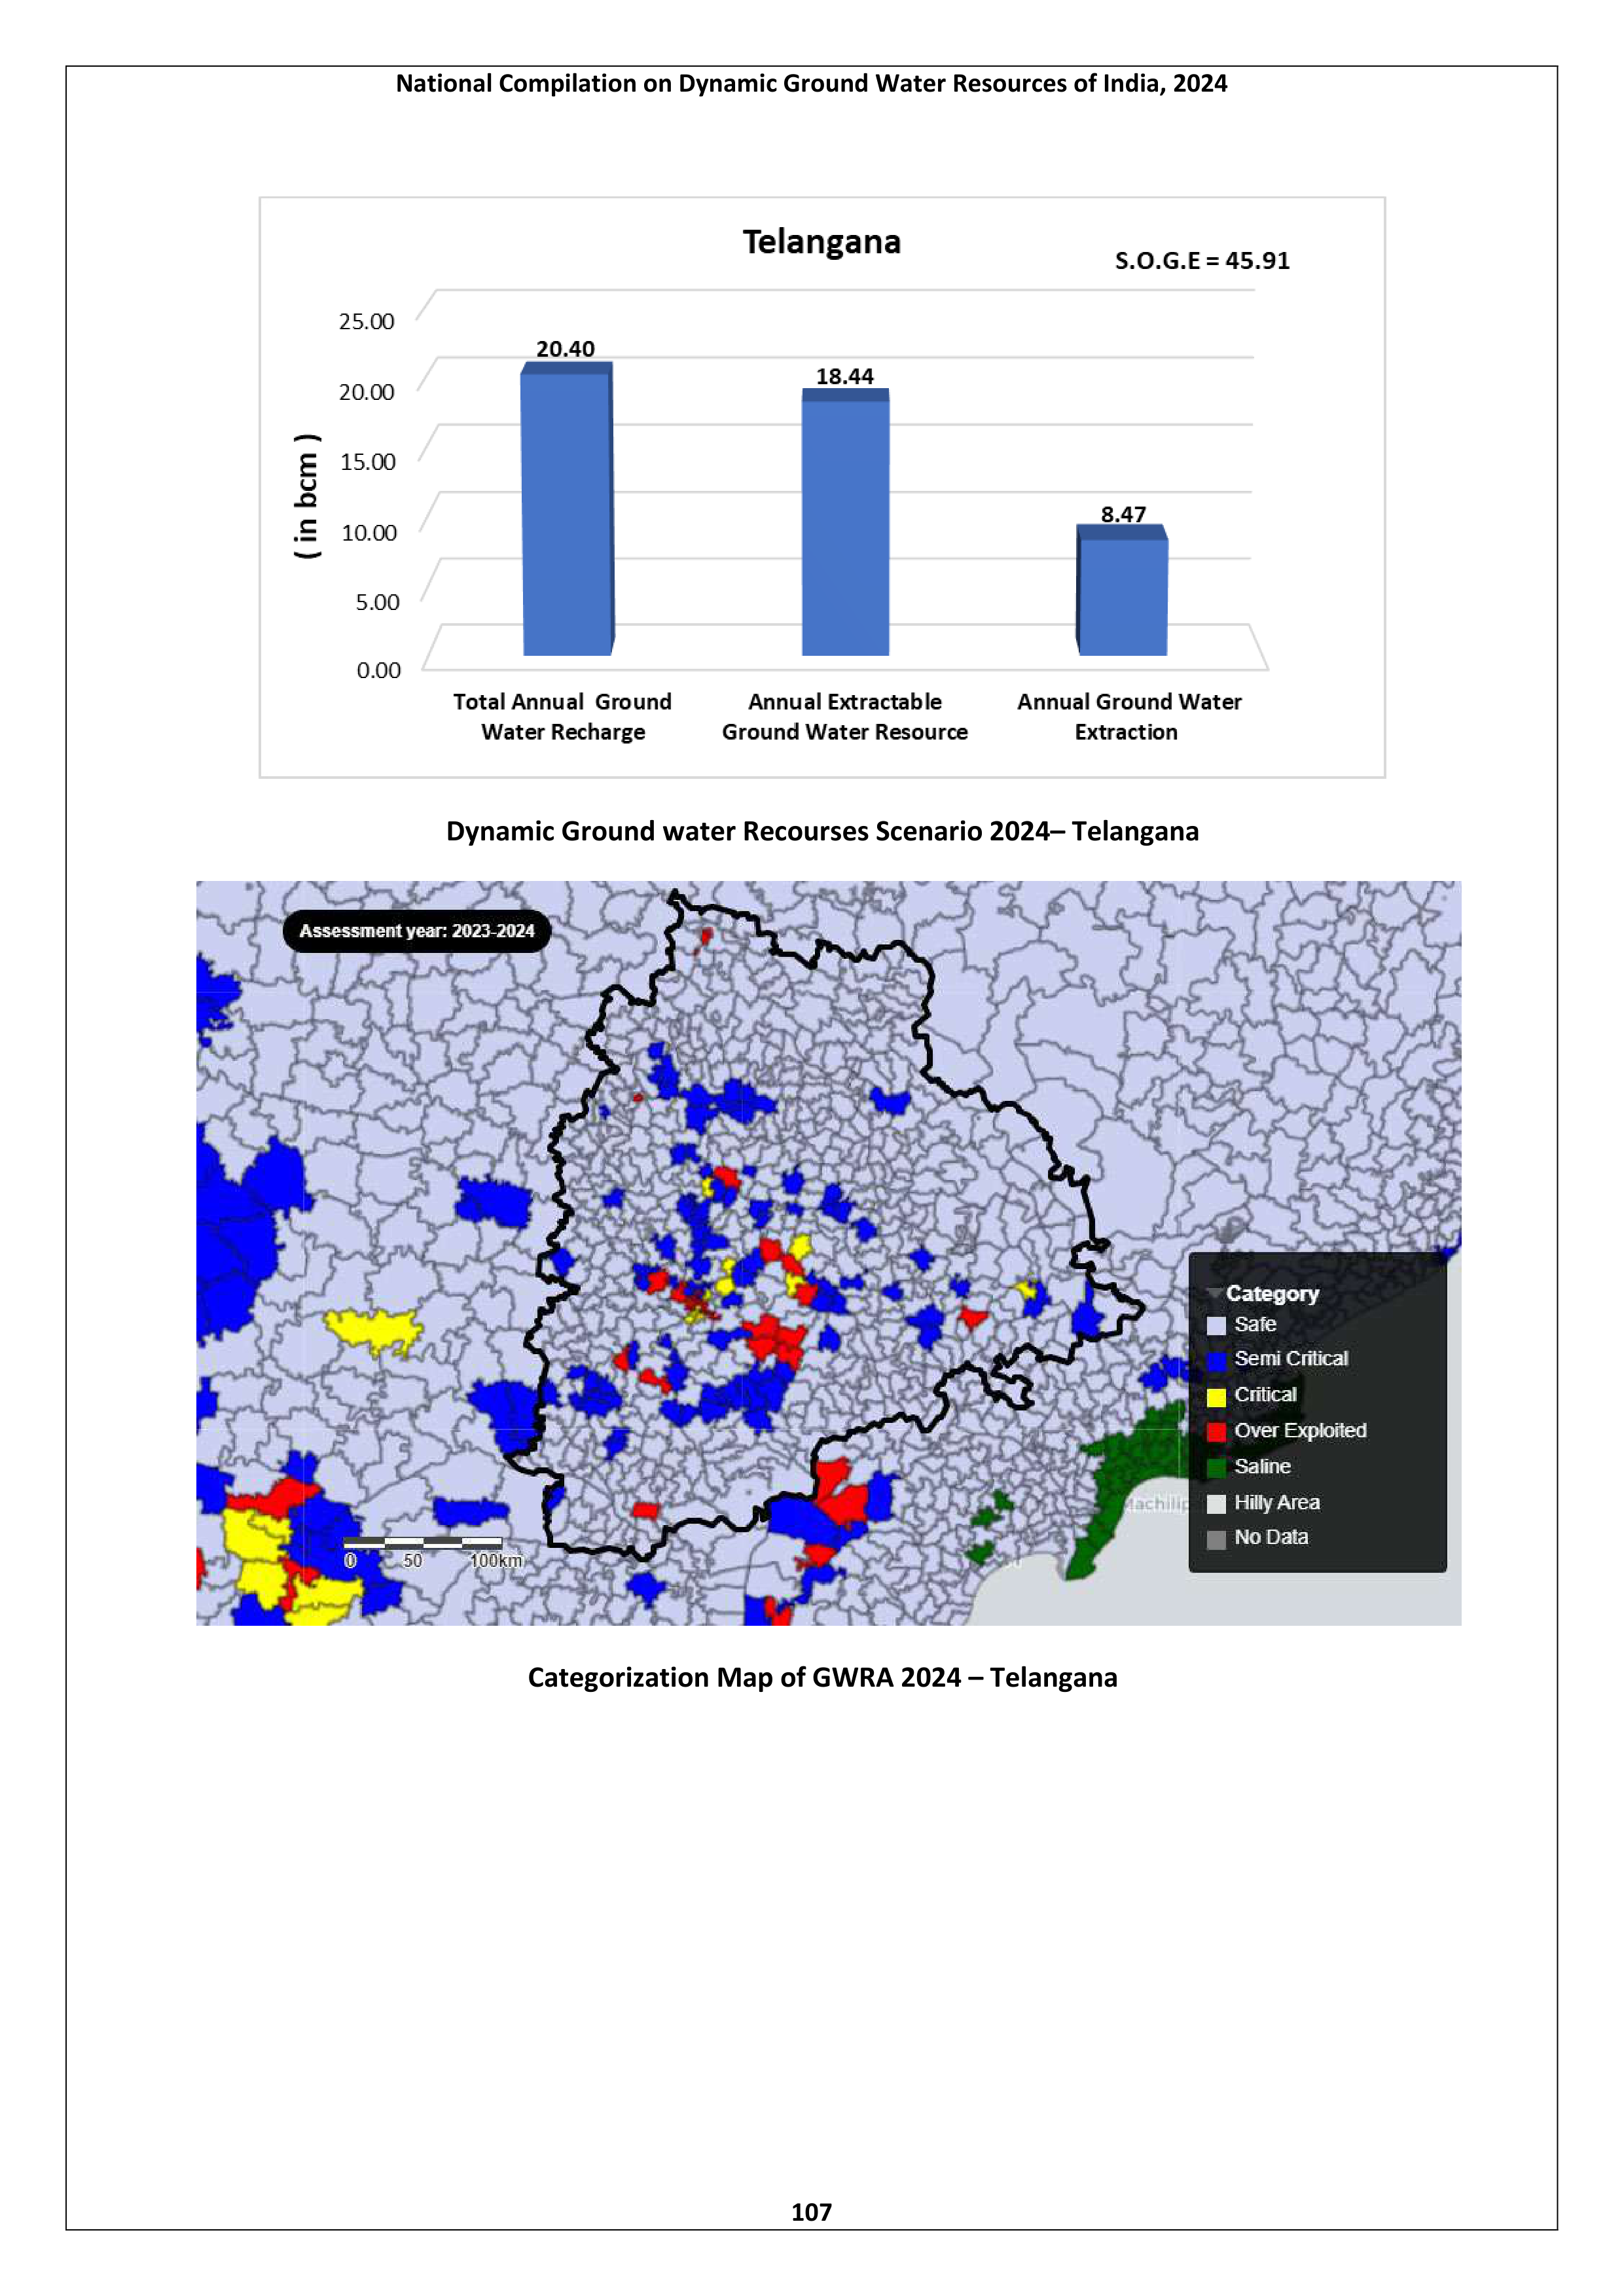 National Compilation on Dynamic Ground Water Resources of India, 2024
Telangana
S.O.G.E = 45.91
25.00
20.00
15.00
10.00
5.00
0.00
( in bcm )
20.40
18.44
8.47
Total Annual Ground
Water Recharge
Annual Extractable
Ground Water Resource
Annual Ground Water
Extraction
Dynamic Ground water Recourses Scenario 2024– Telangana
Assessment year: 2023-2024
Category
Safe
Semi Critical
Critical
Over Exploited
Saline
Hilly Area
No Data
0 50 100km
Categorization Map of GWRA 2024 – Telangana
107